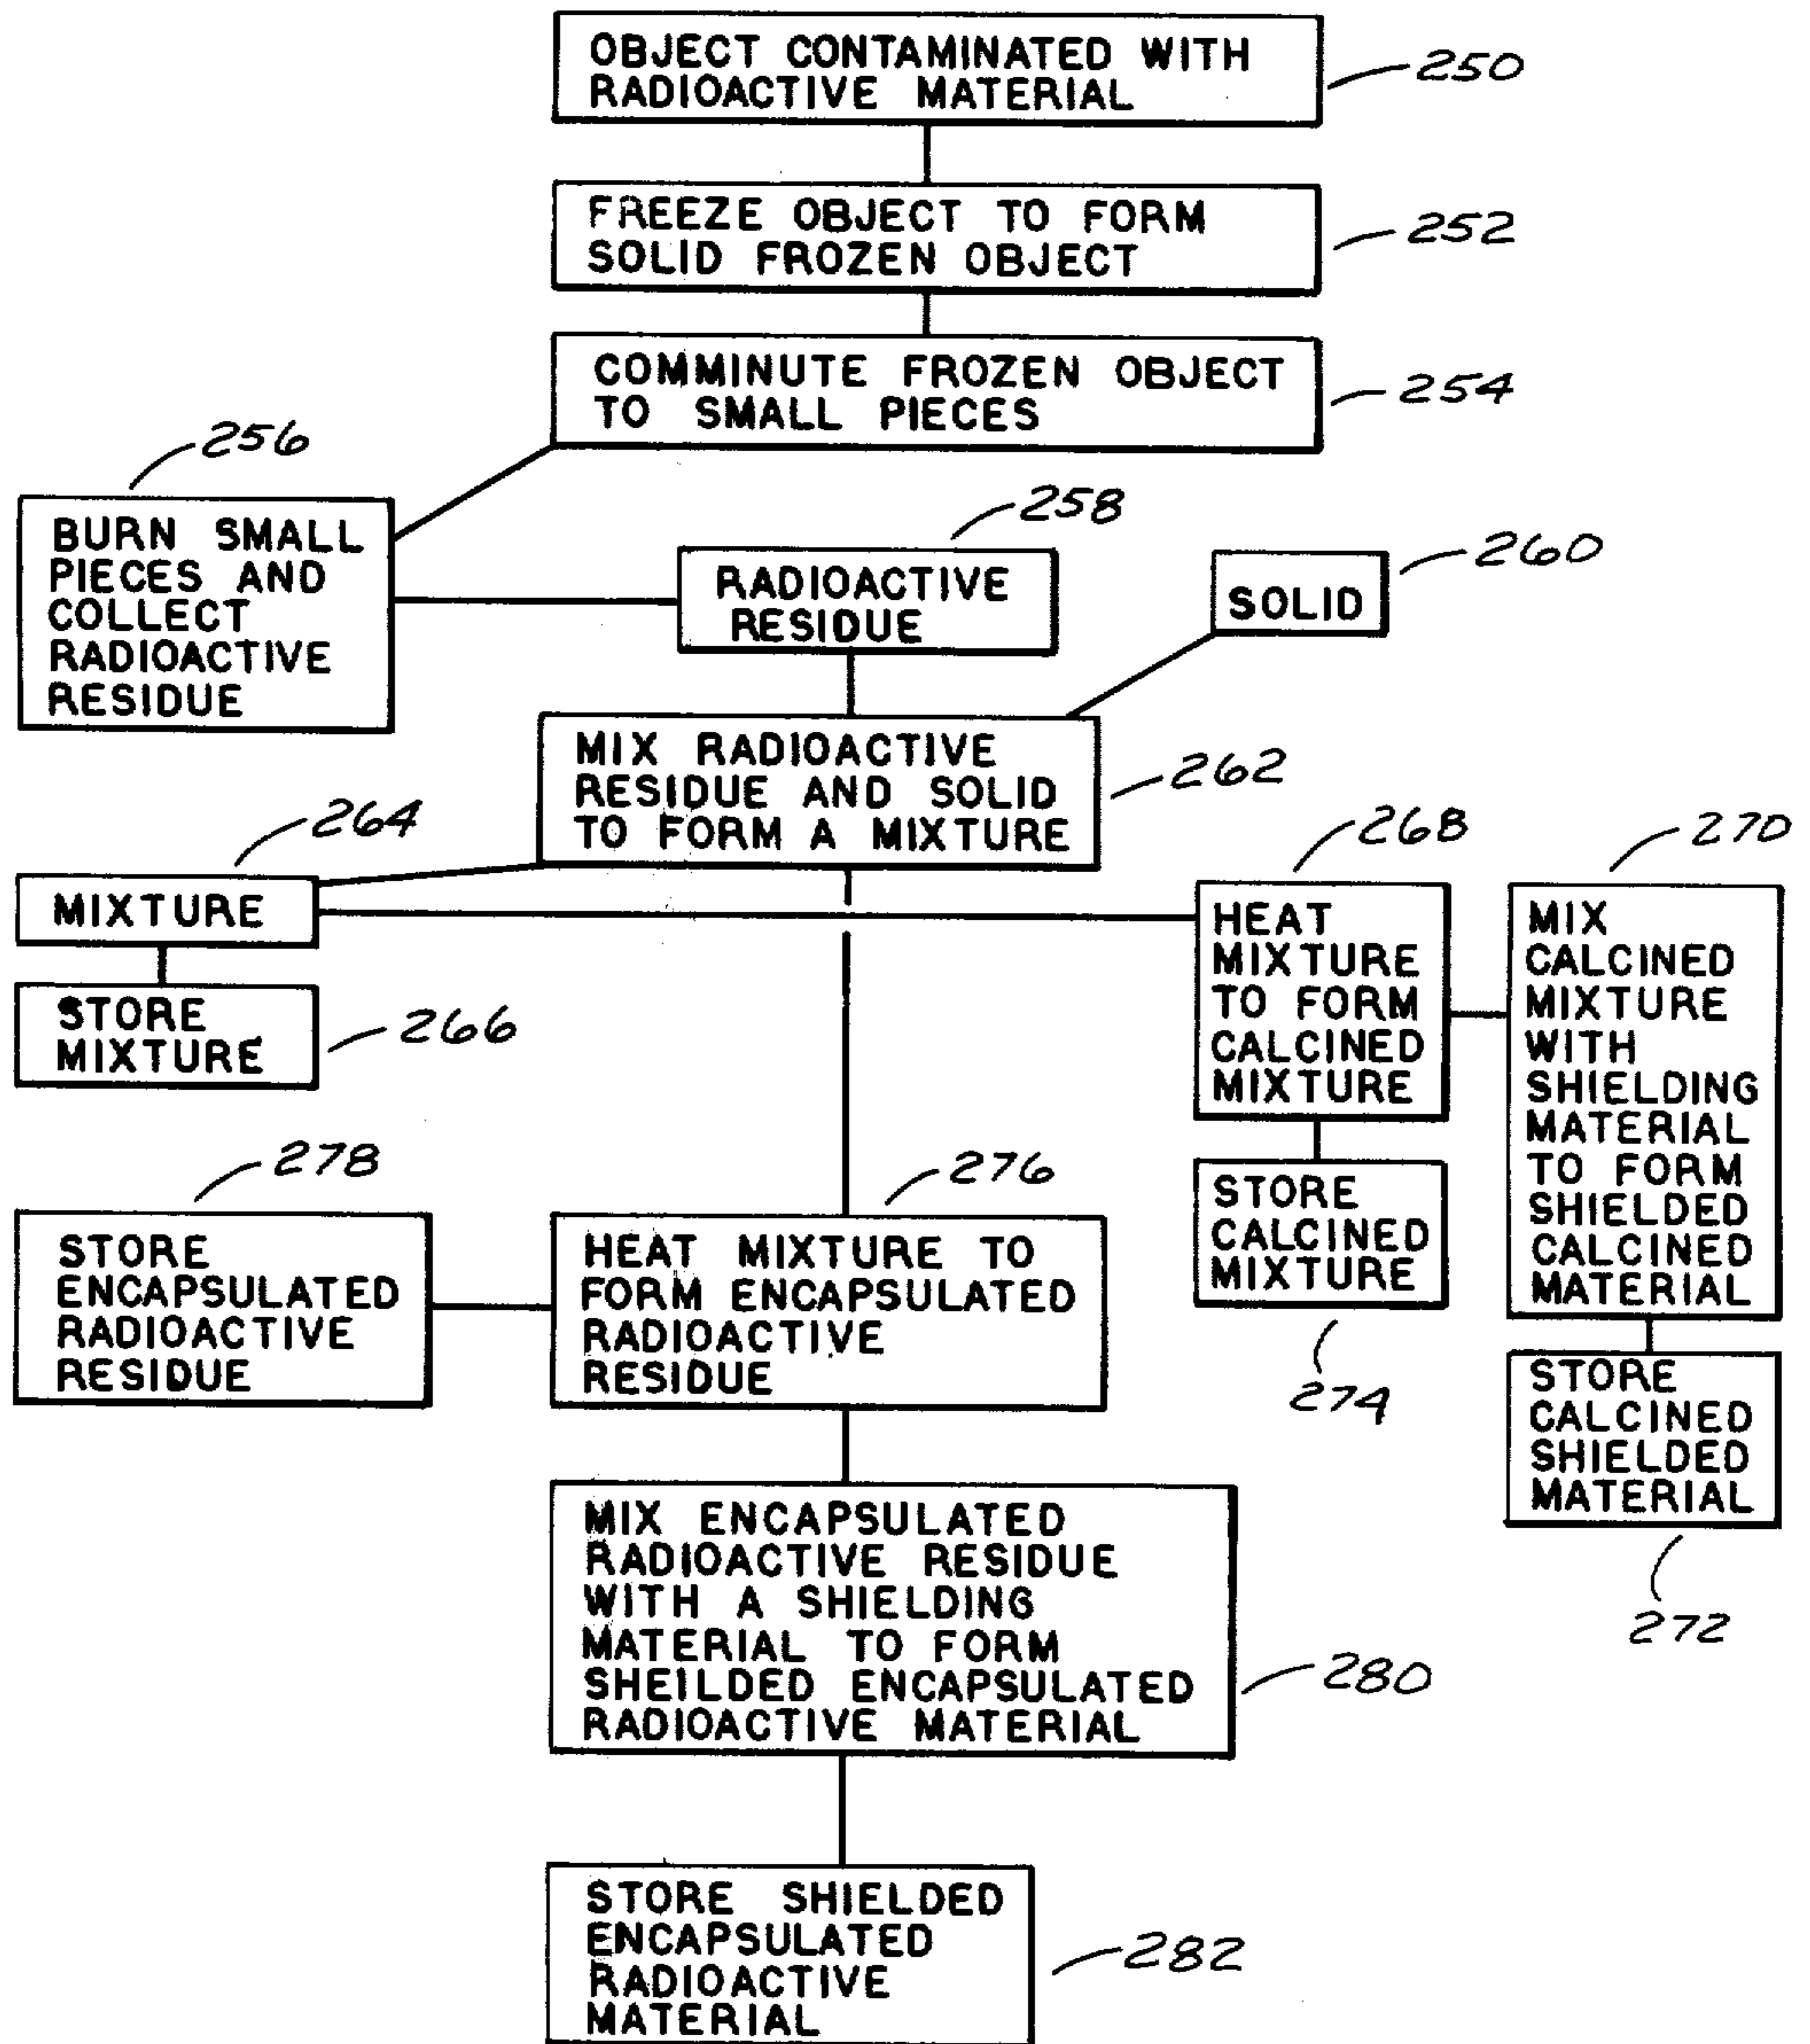 OBJECT CONTAMINATED WITH
RADIOACTIVE MATERIAL
250
FREEZE OBJECT TO FORM
SOLID FROZEN OBJECT
252
COMMINUTE FROZEN OBJECT
TO SMALL PIECES
254
256
BURN SMALL
PIECES AND
COLLECT
RADIOACTIVE
RESIDUE
258
RADIOACTIVE
RESIDUE
260
SOLID
MIX RADIOACTIVE
RESIDUE AND SOLID
TO FORM A MIXTURE
262
264
MIXTURE
STORE
MIXTURE
266
268
HEAT
MIXTURE
TO FORM
CALCINED
MIXTURE
270
MIX
CALCINED
MIXTURE
WITH
SHIELDING
MATERIAL
TO FORM
SHIELDED
CALCINED
MATERIAL
STORE
CALCINED
MIXTURE
274
STORE
CALCINED
SHIELDED
MATERIAL
272
278
STORE
ENCAPSULATED
RADIOACTIVE
RESIDUE
276
HEAT MIXTURE TO
FORM ENCAPSULATED
RADIOACTIVE
RESIDUE
MIX ENCAPSULATED
RADIOACTIVE RESIDUE
WITH A SHIELDING
MATERIAL TO FORM
SHEILDED ENCAPSULATED
RADIOACTIVE MATERIAL
280
STORE SHIELDED
ENCAPSULATED
RADIOACTIVE
MATERIAL
282